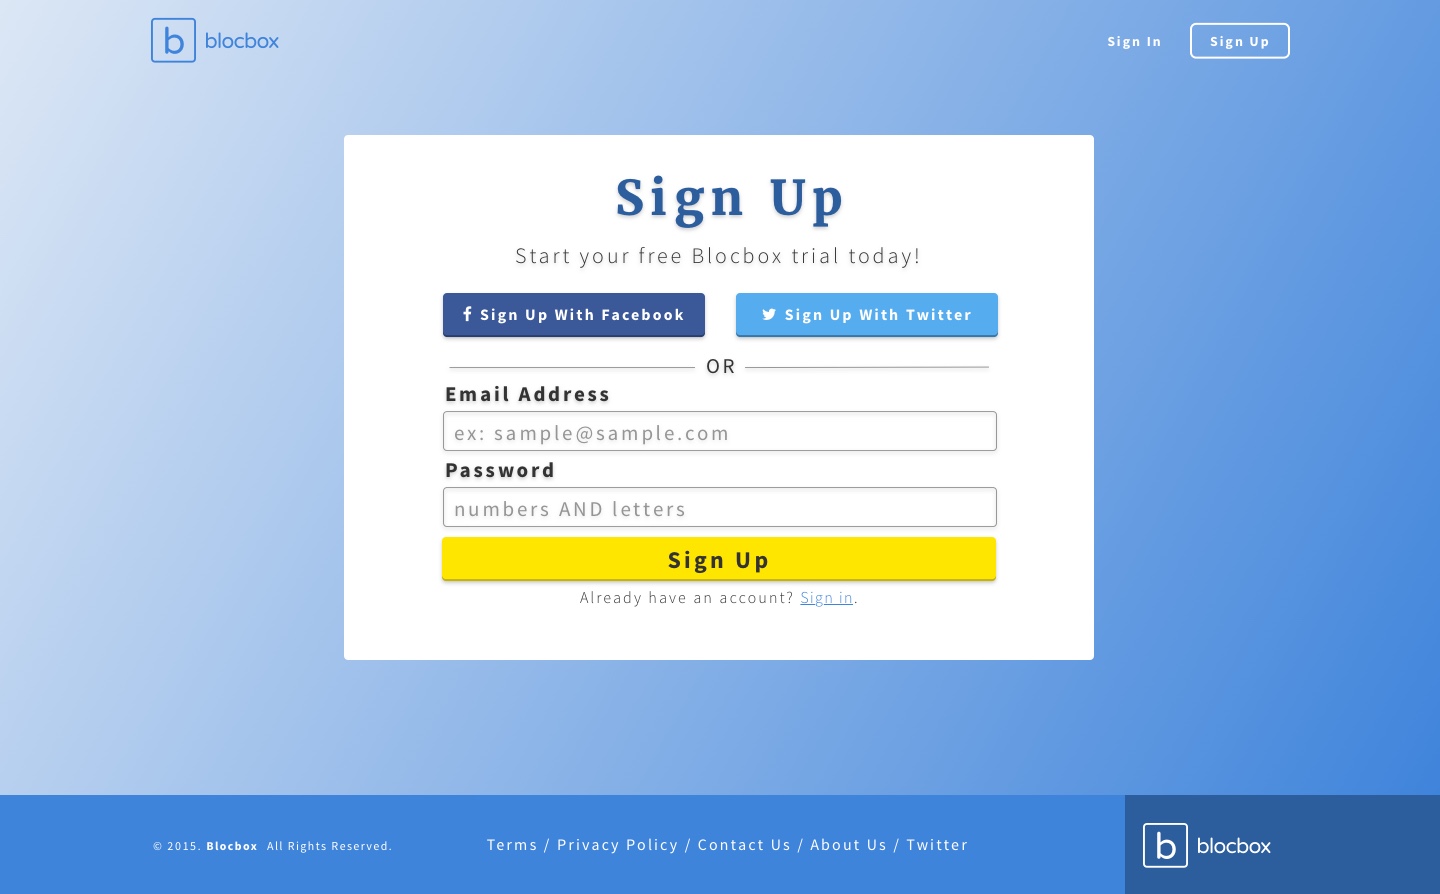 b blocbox
Sign In
Sign Up
Sign Up
Start your free Blocbox trial today!
Sign Up With Facebook
Sign Up With Twitter
OR
Email Address
ex: sample@sample.com
Password
numbers AND letters
Sign Up
Already have an account? Sign in.
© 2015. Blocbox All Rights Reserved.
Terms / Privacy Policy / Contact Us / About Us / Twitter
b blocbox